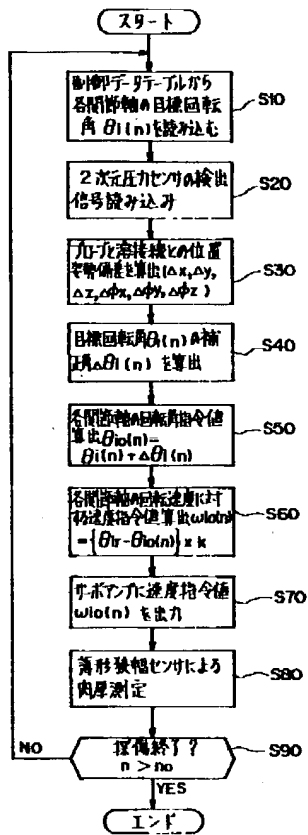 スタート
制御データテーブルから
各関節軸の目標回転
角θi(n)を読み込む
S10
2次元圧力センサの検出
信号読み込み
S20
プローブと溶接線との位置
姿勢偏差を算出(Δx,Δy,
Δz,Δφx,Δφy,Δφz)
S30
目標回転角θi(n)の補
正角Δθi(n)を算出
S40
各関節軸の回転角指令値
算出θio(n)=
θi(n)+Δθi(n)
S50
各関節軸の回転速度に対
する速度指令値算出ωio(n)
={θir-θio(n)}×k
S60
サーボアンプに速度指令値
ωio(n)を出力
S70
薄形狭幅センサによる
肉厚測定
S80
探傷終了?
n>no
S90
NO
YES
エンド